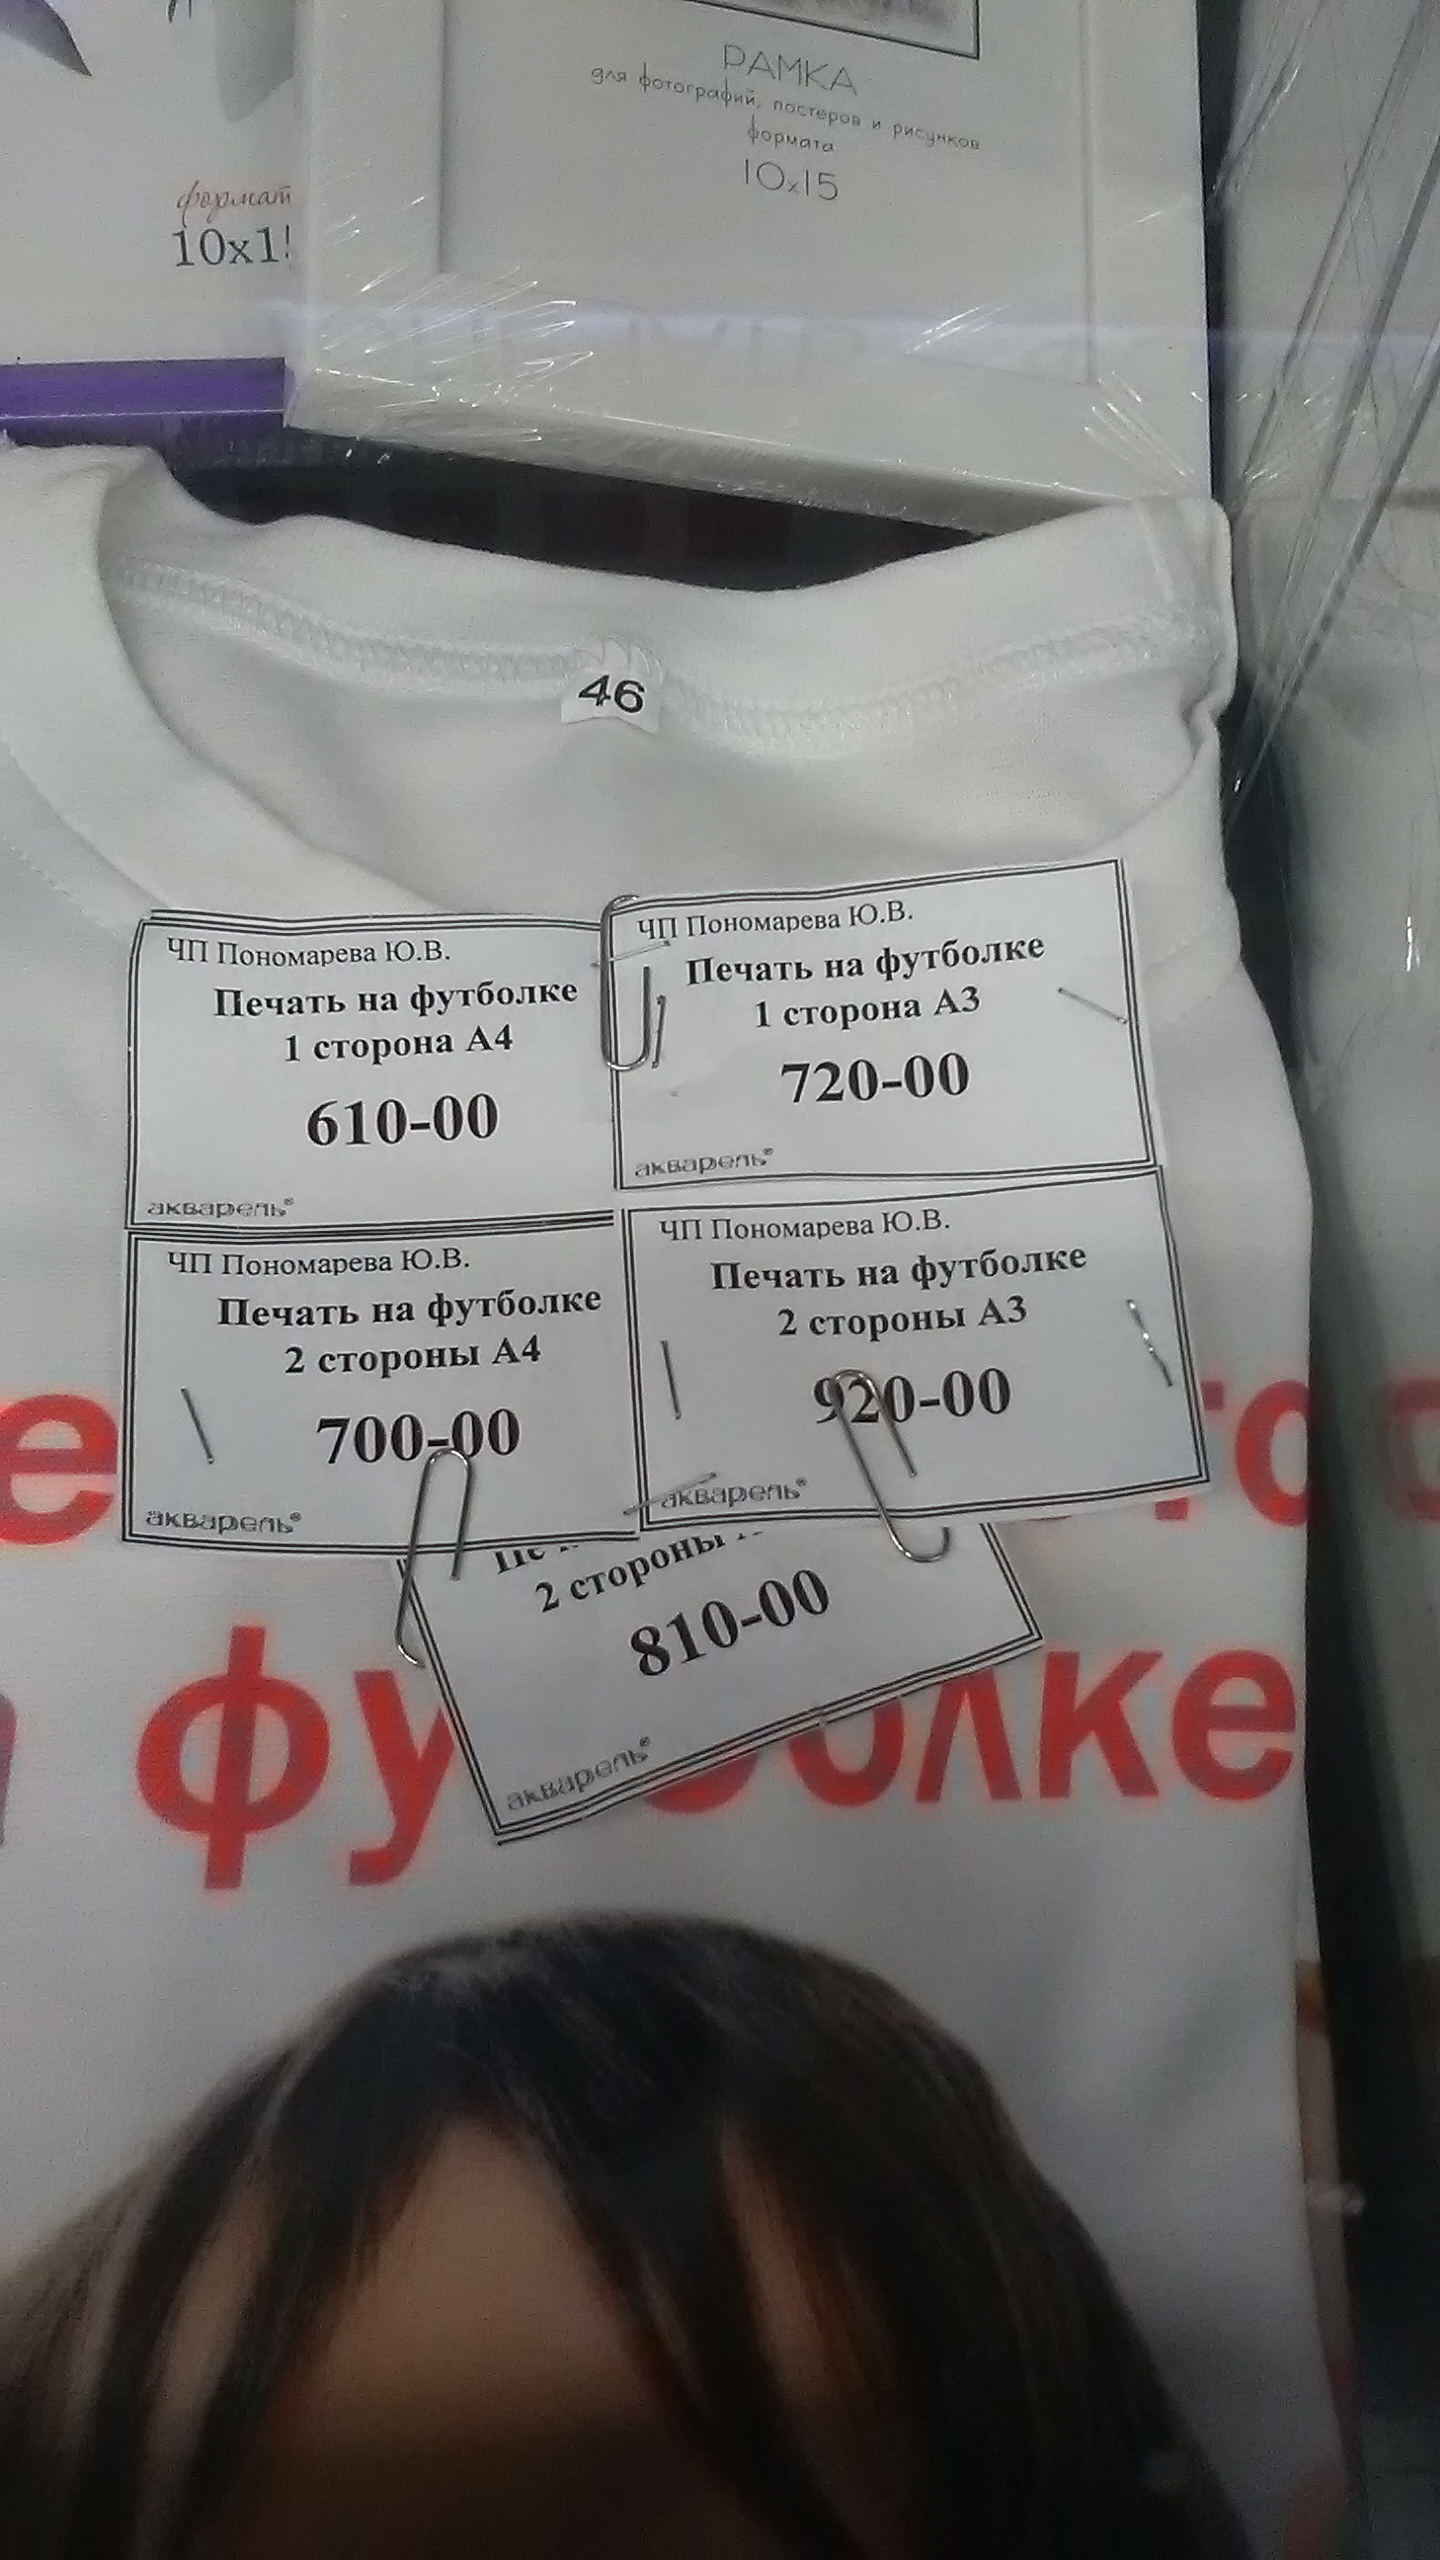 РАМКА
для фотографий, постеров и рисунков
формата
10x15
формат
10x1
46
ЧП Пономарева Ю.В.
Печать на футболке
1 сторона А4
610-00
акварель®
ЧП Пономарева Ю.В.
Печать на футболке
1 сторона А3
720-00
акварель®
ЧП Пономарева Ю.В.
Печать на футболке
2 стороны А4
700-00
акварель®
ЧП Пономарева Ю.В.
Печать на футболке
2 стороны А3
920-00
акварель®
2 стороны
810-00
акварель®